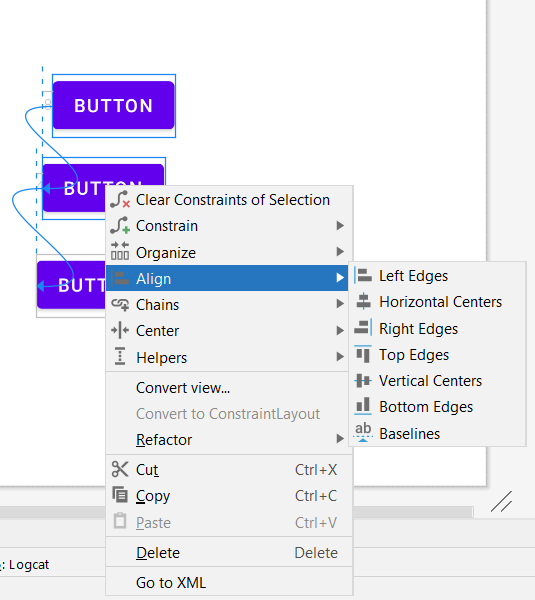 BUTTON
BUTTON
BUTT
Clear Constraints of Selection
Constrain
Organize
Align
Chains
Center
Helpers
Convert view...
Convert to ConstraintLayout
Refactor
Cut Ctrl+X
Copy Ctrl+C
Paste Ctrl+V
Delete Delete
Go to XML
Left Edges
Horizontal Centers
Right Edges
Top Edges
Vertical Centers
Bottom Edges
ab Baselines
: Logcat